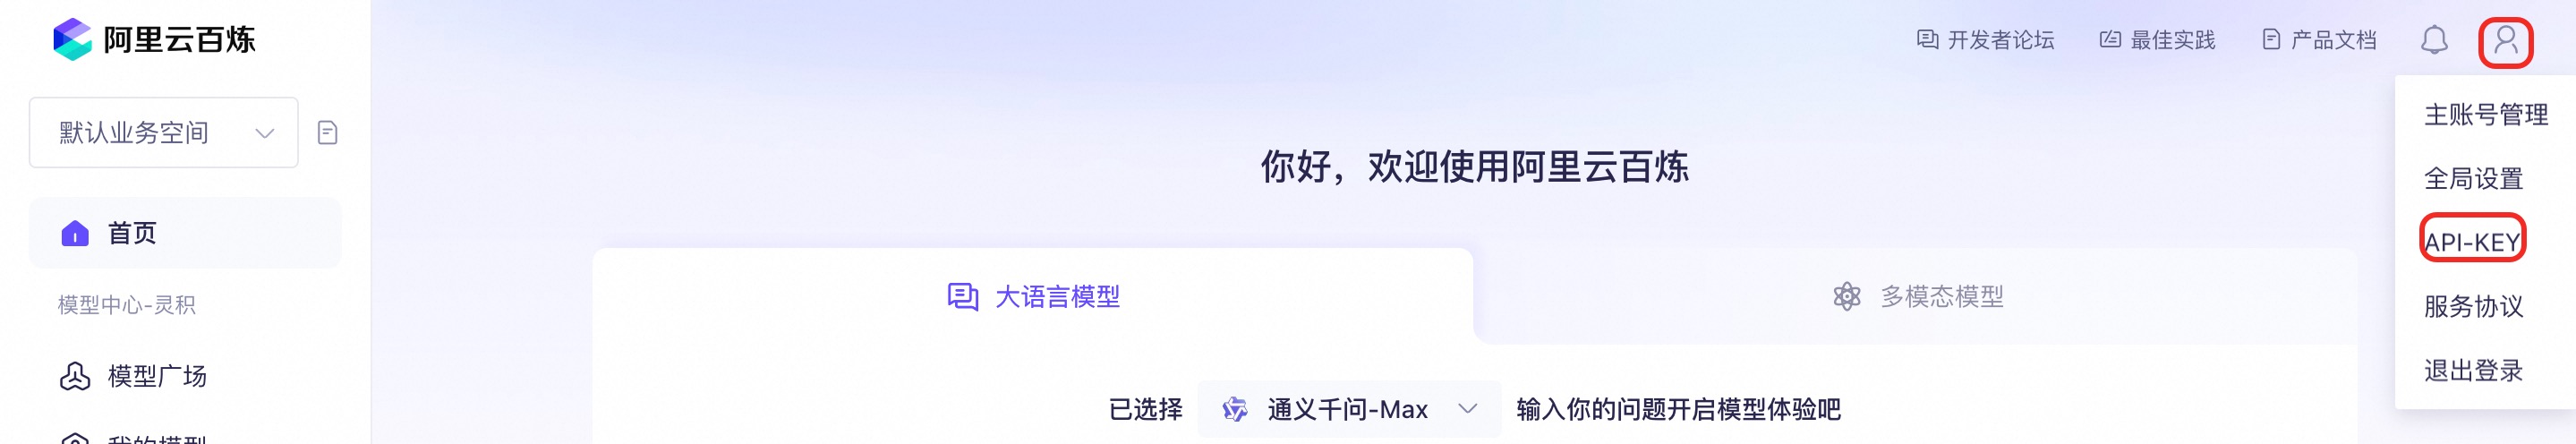 阿里云百炼
开发者论坛
最佳实践
产品文档
默认业务空间
主账号管理
全局设置
API-KEY
服务协议
退出登录
你好，欢迎使用阿里云百炼
首页
模型中心-灵积
模型广场
我的模型
大语言模型
多模态模型
已选择 通义千问-Max 输入你的问题开启模型体验吧